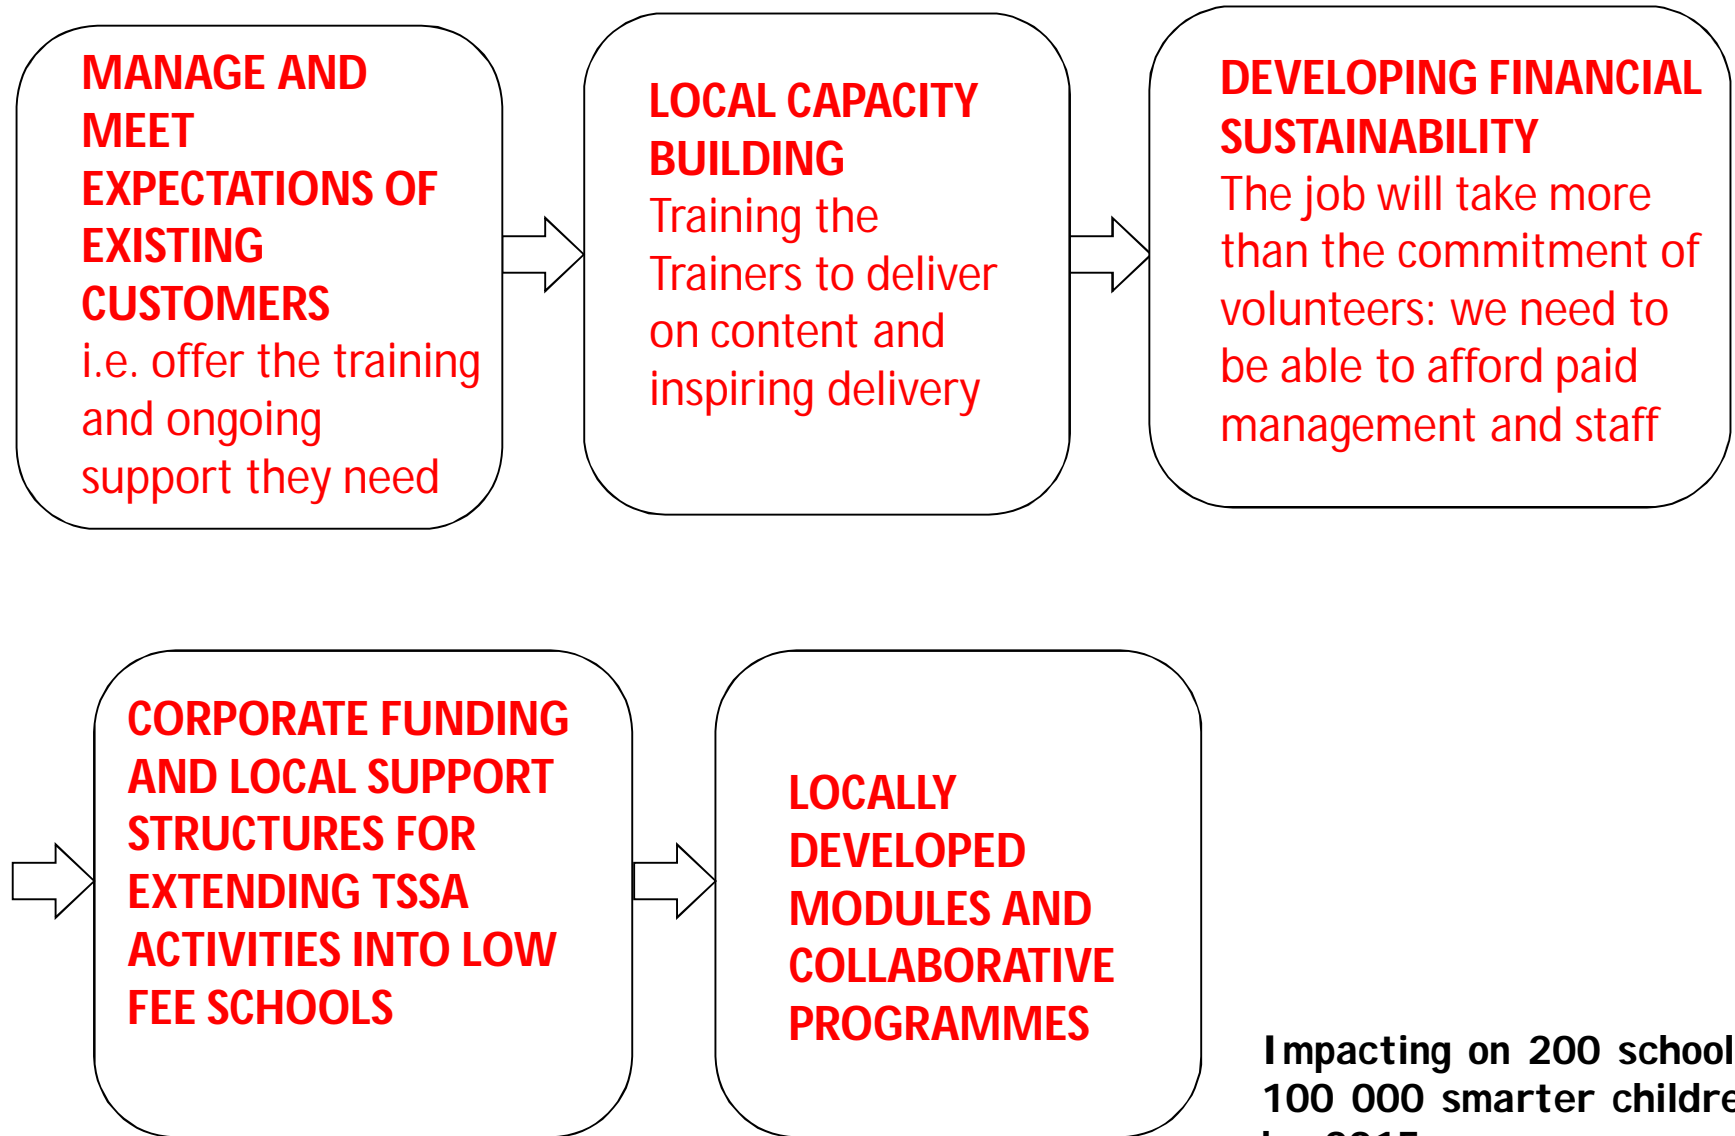 MANAGE AND
MEET
EXPECTATIONS OF
EXISTING
CUSTOMERS
i.e. offer the training
and ongoing
support they need
LOCAL CAPACITY
BUILDING
Training the
Trainers to deliver
on content and
inspiring delivery
DEVELOPING FINANCIAL
SUSTAINABILITY
The job will take more
than the commitment of
volunteers: we need to
be able to afford paid
management and staff
CORPORATE FUNDING
AND LOCAL SUPPORT
STRUCTURES FOR
EXTENDING TSSA
ACTIVITIES INTO LOW
FEE SCHOOLS
LOCALLY
DEVELOPED
MODULES AND
COLLABORATIVE
PROGRAMMES
Impacting on 200 school
100 000 smarter childre